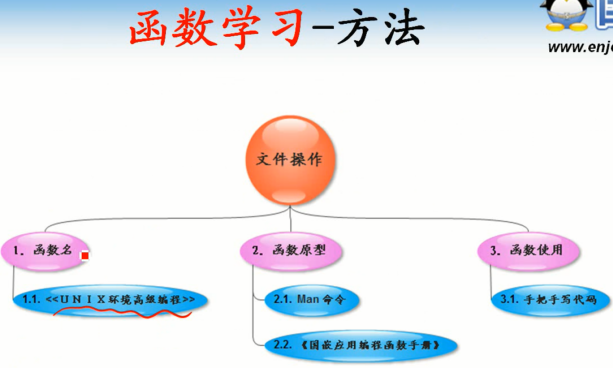 函数学习-方法
www.enj
文件操作
1. 函数名
2. 函数原型
3. 函数使用
1.1. <<UNIX环境高级编程>>
2.1. Man 命令
3.1. 手把手写代码
2.2. 《国嵌应用编程函数手册》